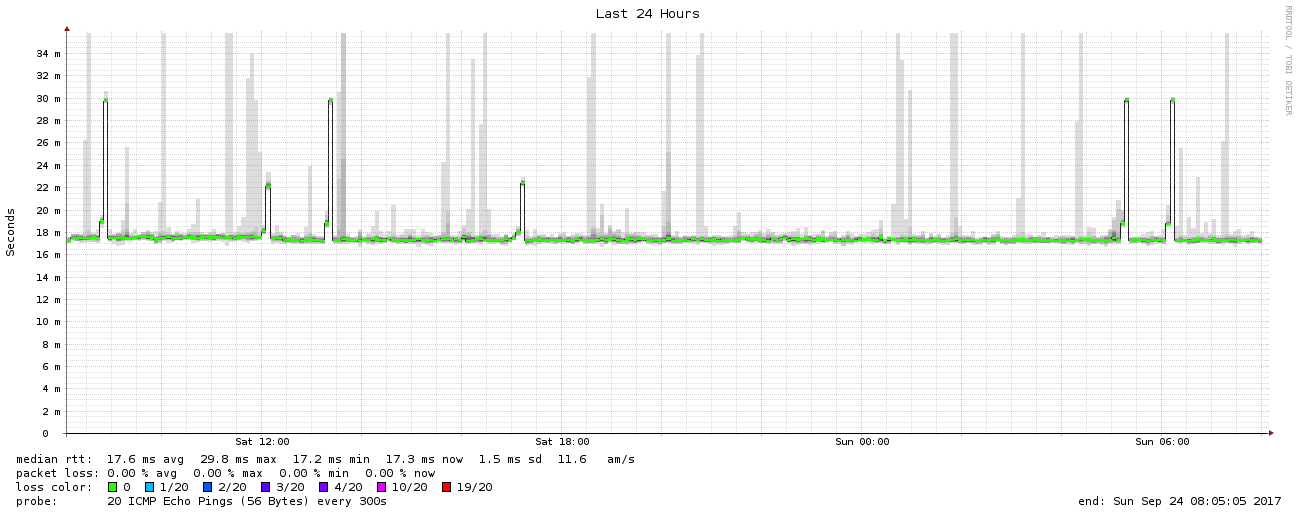 Last 24 Hours
RRDTOOL / TOBI OETIKER
Seconds
34 m
32 m
30 m
28 m
26 m
24 m
22 m
20 m
18 m
16 m
14 m
12 m
10 m
8 m
6 m
4 m
2 m
0
Sat 12:00 Sat 18:00 Sun 00:00 Sun 06:00
median rtt: 17.6 ms avg 29.8 ms max 17.2 ms min 17.3 ms now 1.5 ms sd 11.6 am/s
packet loss: 0.00 % avg 0.00 % max 0.00 % min 0.00 % now
loss color: 0 1/20 2/20 3/20 4/20 10/20 19/20
probe: 20 ICMP Echo Pings (56 Bytes) every 300s end: Sun Sep 24 08:05:05 2017